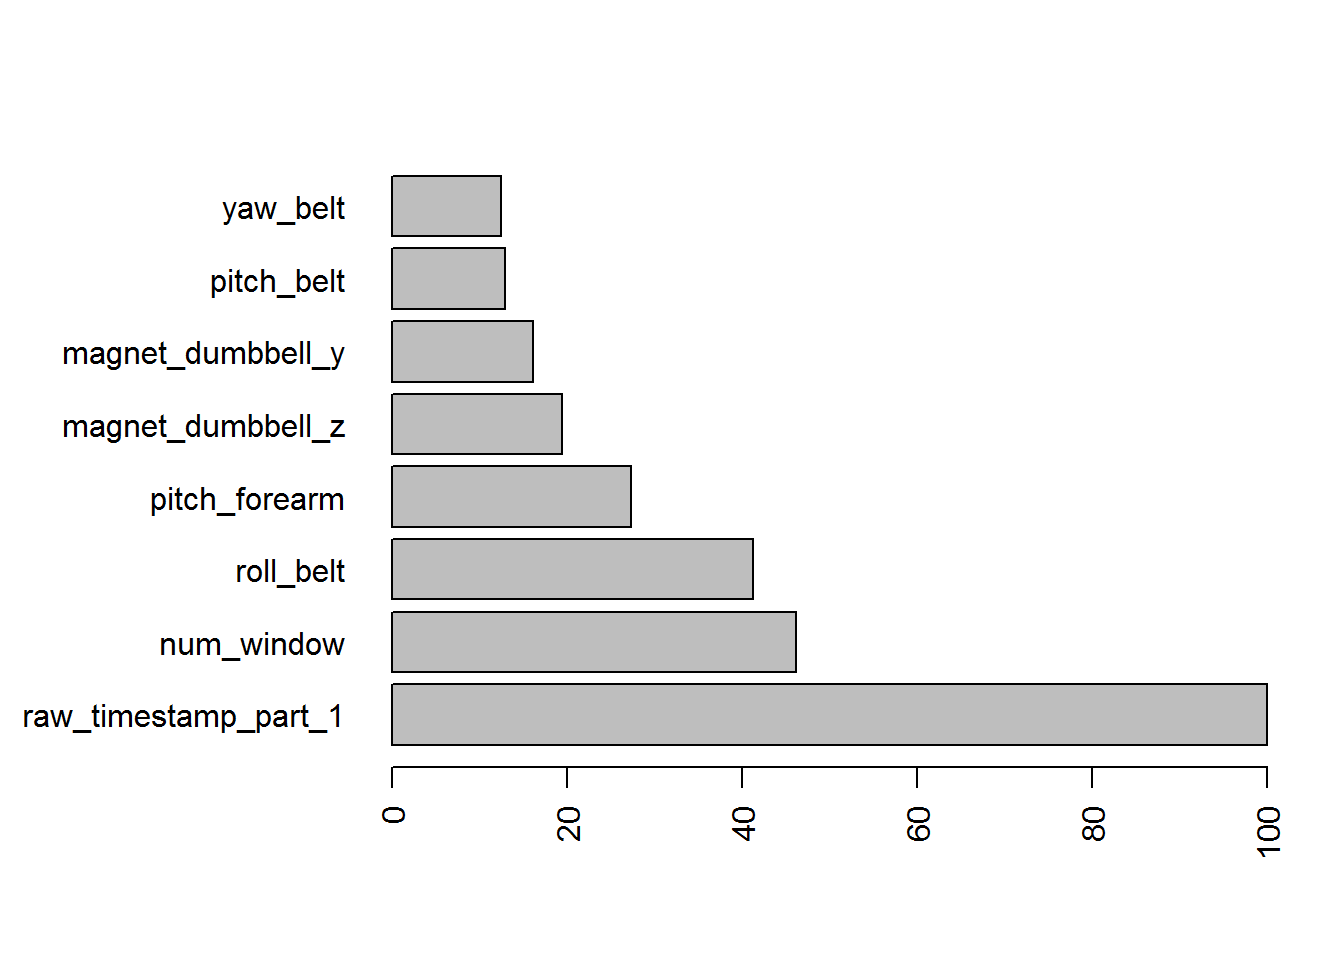 yaw_belt
pitch_belt
magnet_dumbbell_y
magnet_dumbbell_z
pitch_forearm
roll_belt
num_window
raw_timestamp_part_1
0 20 40 60 80 100